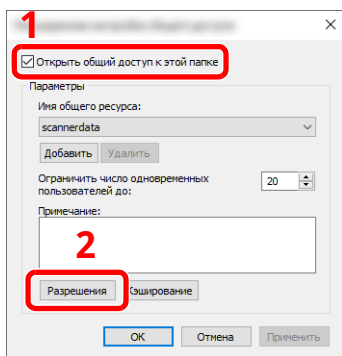 1
Открыть общий доступ к этой папке
Параметры
Имя общего ресурса:
scannerdata
Добавить Удалить
Ограничить число одновременных
пользователей до:
20
Примечание:
2
Разрешения Кэширование
ОК Отмена Применить